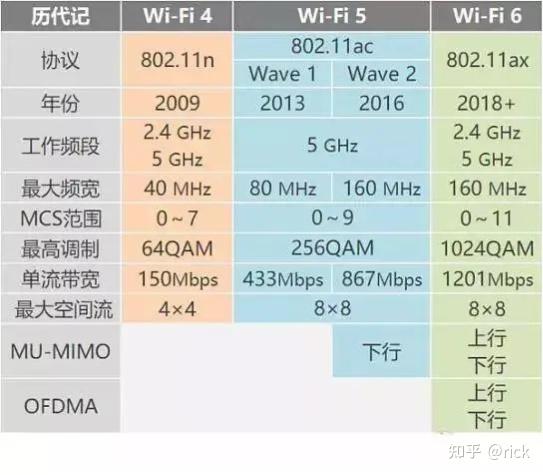 历代记 Wi-Fi 4 Wi-Fi 5 Wi-Fi 6
协议 802.11n 802.11ac 802.11ax
Wave 1 Wave 2
年份 2009 2013 2016 2018+
工作频段 2.4 GHz 5 GHz 2.4 GHz
5 GHz 5 GHz
最大频宽 40 MHz 80 MHz 160 MHz 160 MHz
MCS范围 0~7 0~9 0~11
最高调制 64QAM 256QAM 1024QAM
单流带宽 150Mbps 433Mbps 867Mbps 1201Mbps
最大空间流 4×4 8×8 8×8
MU-MIMO 下行 上行
下行
OFDMA 上行
下行
知乎 @rick